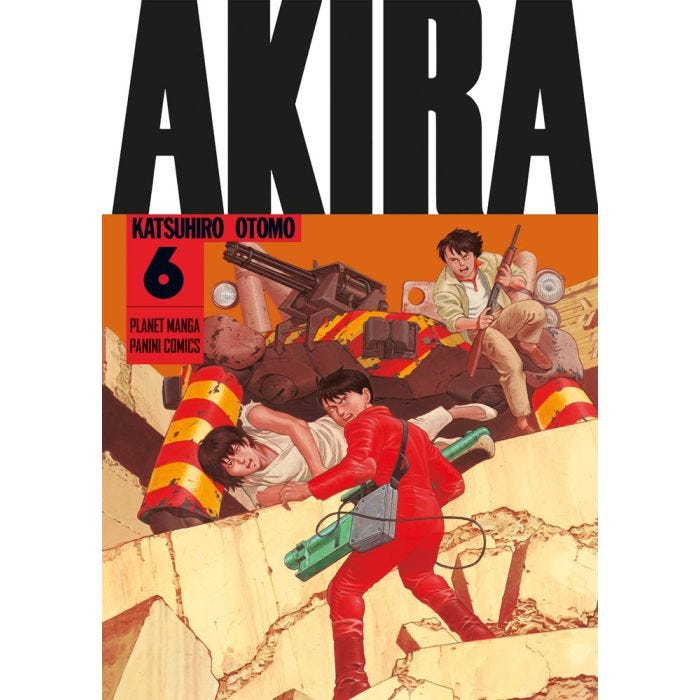 AKIRA
KATSUHIRO OTOMO
6
PLANET MANGA
PANINI COMICS